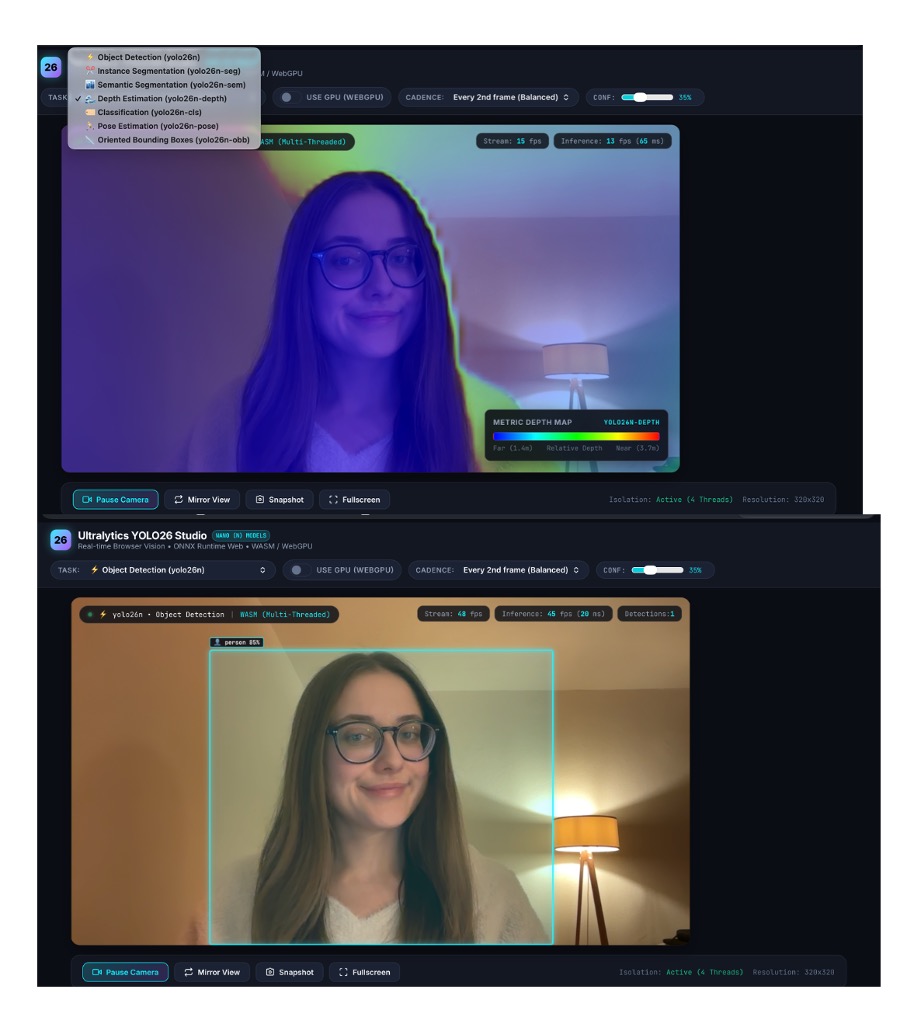 26
⚡ Object Detection (yolo26n)
Instance Segmentation (yolo26n-seg)
Semantic Segmentation (yolo26n-sem)
✓ Depth Estimation (yolo26n-depth)
Classification (yolo26n-cls)
Pose Estimation (yolo26n-pose)
Oriented Bounding Boxes (yolo26n-obb)
/ WebGPU
TASK
USE GPU (WEBGPU)
CADENCE: Every 2nd frame (Balanced)
CONF: 35%
ASM (Multi-Threaded)
Stream: 15 fps
Inference: 13 fps (65 ms)
METRIC DEPTH MAP YOLO26N-DEPTH
Far (1.4m) Relative Depth Near (3.7m)
Pause Camera Mirror View Snapshot Fullscreen
Isolation: Active (4 Threads) Resolution: 320x320
26
Ultralytics YOLO26 Studio NANO (N) MODELS
Real-time Browser Vision • ONNX Runtime Web • WASM / WebGPU
TASK: ⚡ Object Detection (yolo26n)
USE GPU (WEBGPU)
CADENCE: Every 2nd frame (Balanced)
CONF: 35%
⚡ yolo26n • Object Detection | WASM (Multi-Threaded)
Stream: 48 fps
Inference: 45 fps (20 ms)
Detections:1
person 85%
Pause Camera Mirror View Snapshot Fullscreen
Isolation: Active (4 Threads) Resolution: 320x320